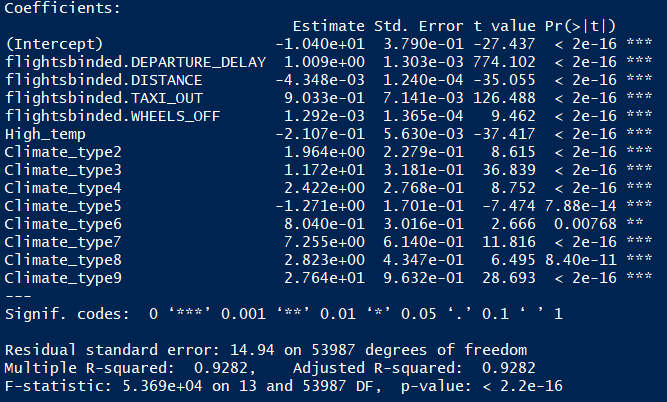 Coefficients:
Estimate Std. Error t value Pr(>|t|)
(Intercept) -1.040e+01 3.790e-01 -27.437 < 2e-16 ***
flightsbinded.DEPARTURE_DELAY 1.009e+00 1.303e-03 774.102 < 2e-16 ***
flightsbinded.DISTANCE -4.348e-03 1.240e-04 -35.055 < 2e-16 ***
flightsbinded.TAXI_OUT 9.033e-01 7.141e-03 126.488 < 2e-16 ***
flightsbinded.WHEELS_OFF 1.292e-03 1.365e-04 9.462 < 2e-16 ***
High_temp -2.107e-01 5.630e-03 -37.417 < 2e-16 ***
Climate_type2 1.964e+00 2.279e-01 8.615 < 2e-16 ***
Climate_type3 1.172e+01 3.181e-01 36.839 < 2e-16 ***
Climate_type4 2.422e+00 2.768e-01 8.752 < 2e-16 ***
Climate_type5 -1.271e+00 1.701e-01 -7.474 7.88e-14 ***
Climate_type6 8.040e-01 3.016e-01 2.666 0.00768 **
Climate_type7 7.255e+00 6.140e-01 11.816 < 2e-16 ***
Climate_type8 2.823e+00 4.347e-01 6.495 8.40e-11 ***
Climate_type9 2.764e+01 9.632e-01 28.693 < 2e-16 ***
---
Signif. codes: 0 ‘***’ 0.001 ‘**’ 0.01 ‘*’ 0.05 ‘.’ 0.1 ‘ ’ 1
Residual standard error: 14.94 on 53987 degrees of freedom
Multiple R-squared: 0.9282, Adjusted R-squared: 0.9282
F-statistic: 5.369e+04 on 13 and 53987 DF, p-value: < 2.2e-16